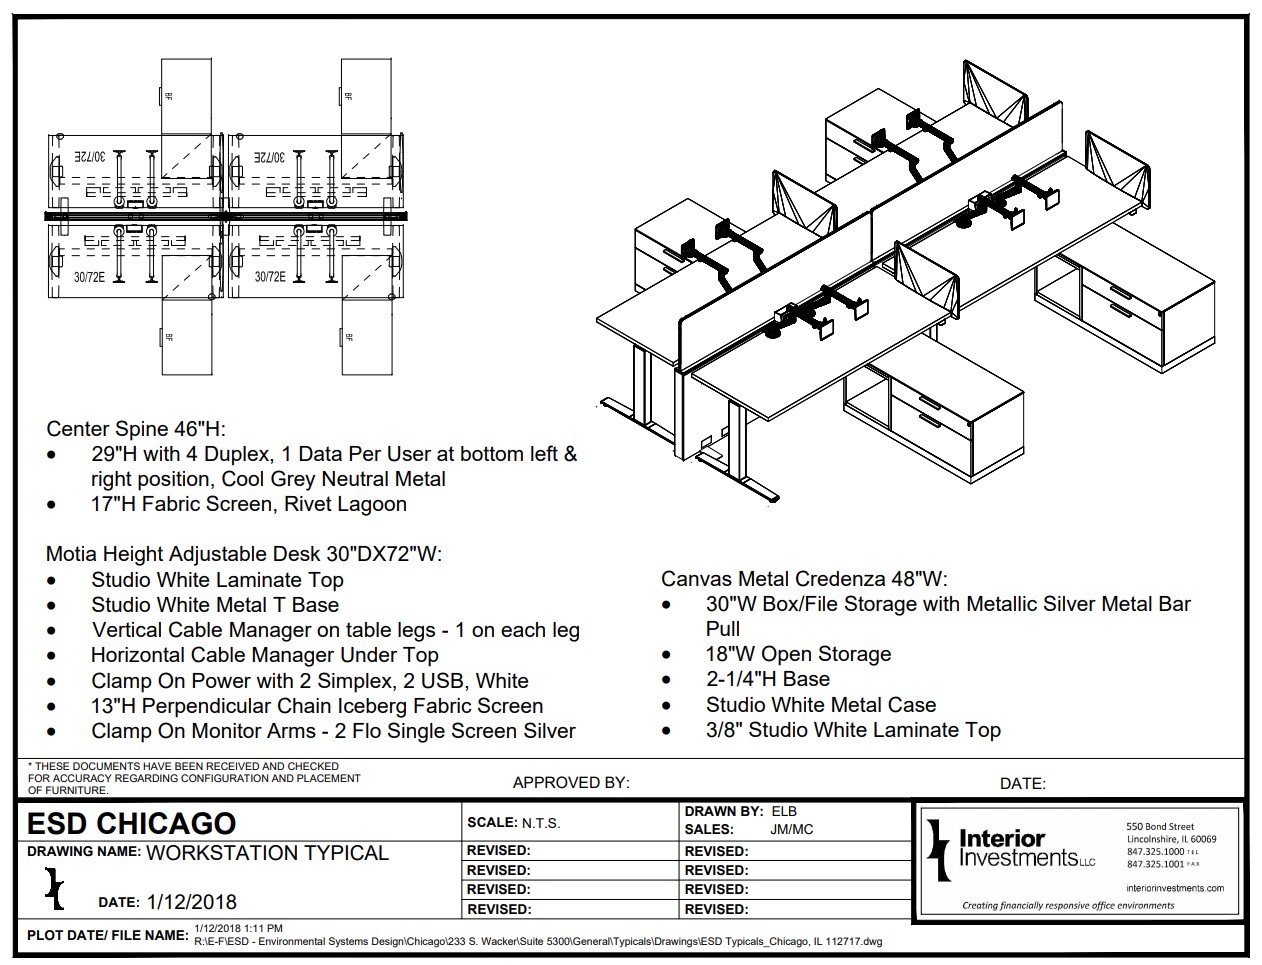 BF
BF
30/72E
30/72E
30/72E
30/72E
BF
BF
Center Spine 46"H:
• 29"H with 4 Duplex, 1 Data Per User at bottom left &
right position, Cool Grey Neutral Metal
• 17"H Fabric Screen, Rivet Lagoon
Motia Height Adjustable Desk 30"DX72"W:
• Studio White Laminate Top
• Studio White Metal T Base
• Vertical Cable Manager on table legs - 1 on each leg
• Horizontal Cable Manager Under Top
• Clamp On Power with 2 Simplex, 2 USB, White
• 13"H Perpendicular Chain Iceberg Fabric Screen
• Clamp On Monitor Arms - 2 Flo Single Screen Silver
Canvas Metal Credenza 48"W:
• 30"W Box/File Storage with Metallic Silver Metal Bar
Pull
• 18"W Open Storage
• 2-1/4"H Base
• Studio White Metal Case
• 3/8" Studio White Laminate Top
* THESE DOCUMENTS HAVE BEEN RECEIVED AND CHECKED
FOR ACCURACY REGARDING CONFIGURATION AND PLACEMENT
OF FURNITURE.
APPROVED BY:
DATE:
ESD CHICAGO
DRAWING NAME: WORKSTATION TYPICAL
DATE: 1/12/2018
SCALE: N.T.S.
REVISED:
REVISED:
REVISED:
REVISED:
DRAWN BY: ELB
SALES: JM/MC
REVISED:
REVISED:
REVISED:
REVISED:
Interior
Investments LLC
550 Bond Street
Lincolnshire, IL 60069
847.325.1000 TEL
847.325.1001 FAX
interiorinvestments.com
Creating financially responsive office environments
PLOT DATE/ FILE NAME: 1/12/2018 1:11 PM
R:\E-F\ESD - Environmental Systems Design\Chicago\233 S. Wacker\Suite 5300\General\Typicals\Drawings\ESD Typicals_Chicago, IL 112717.dwg